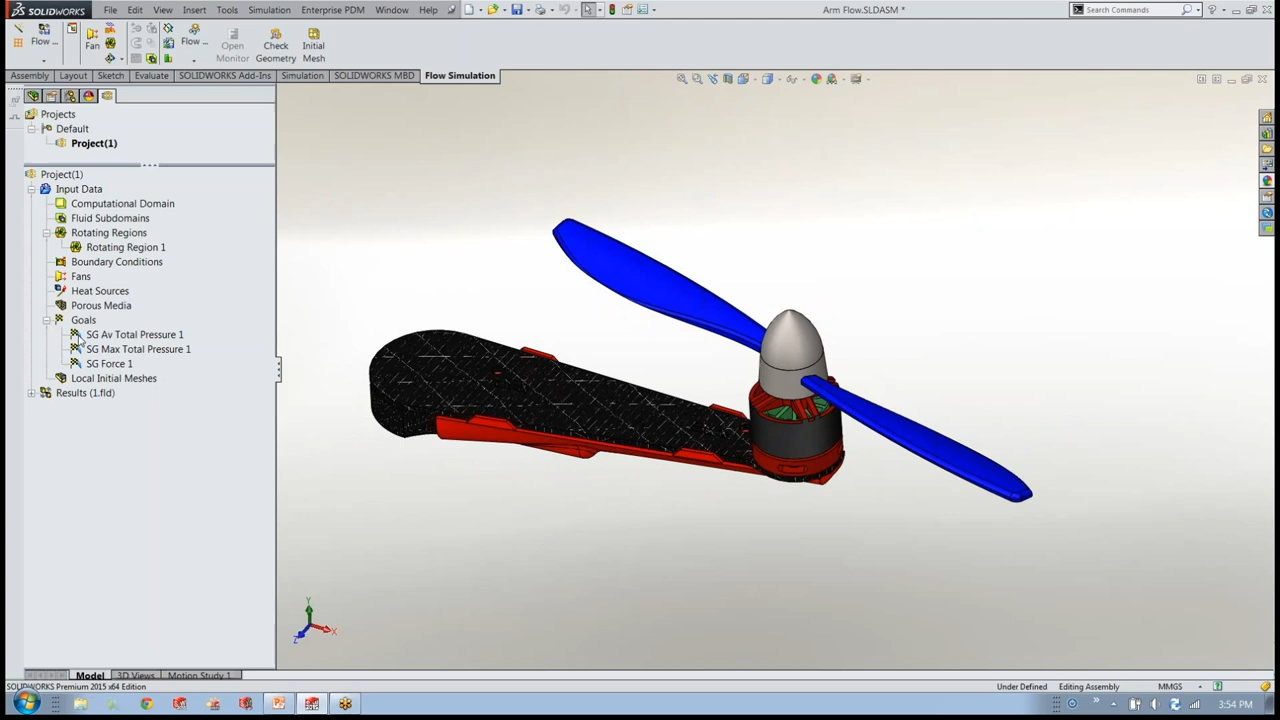 SOLIDWORKS File Edit View Insert Tools Simulation Enterprise PDM Window Help Arm Flow.SLDASM * Search Commands
Flow ... Fan Flow ... Open Monitor Check Geometry Initial Mesh
Assembly Layout Sketch Evaluate SOLIDWORKS Add-Ins Simulation SOLIDWORKS MBD Flow Simulation
Projects
Default
Project(1)
Project(1)
Input Data
Computational Domain
Fluid Subdomains
Rotating Regions
Rotating Region 1
Boundary Conditions
Fans
Heat Sources
Porous Media
Goals
SG Av Total Pressure 1
SG Max Total Pressure 1
SG Force 1
Local Initial Meshes
Results (1.fld)
Y
X
Z
Model 3D Views Motion Study 1
SOLIDWORKS Premium 2015 x64 Edition Under Defined Editing Assembly MMGS
3:54 PM